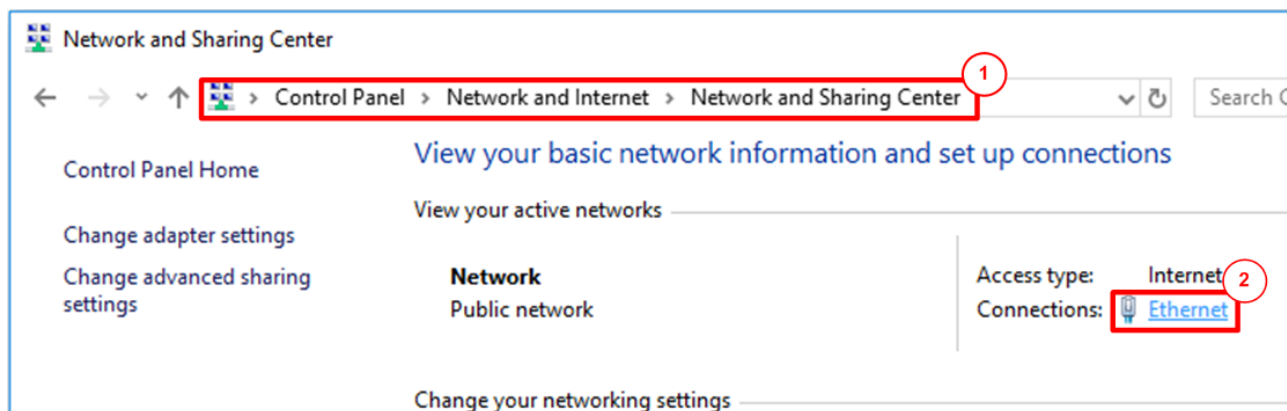 Network and Sharing Center
Control Panel > Network and Internet > Network and Sharing Center
1
Search
Control Panel Home
View your basic network information and set up connections
View your active networks
Change adapter settings
Change advanced sharing
settings
Network
Public network
Access type: Internet
2
Connections: Ethernet
Change your networking settings